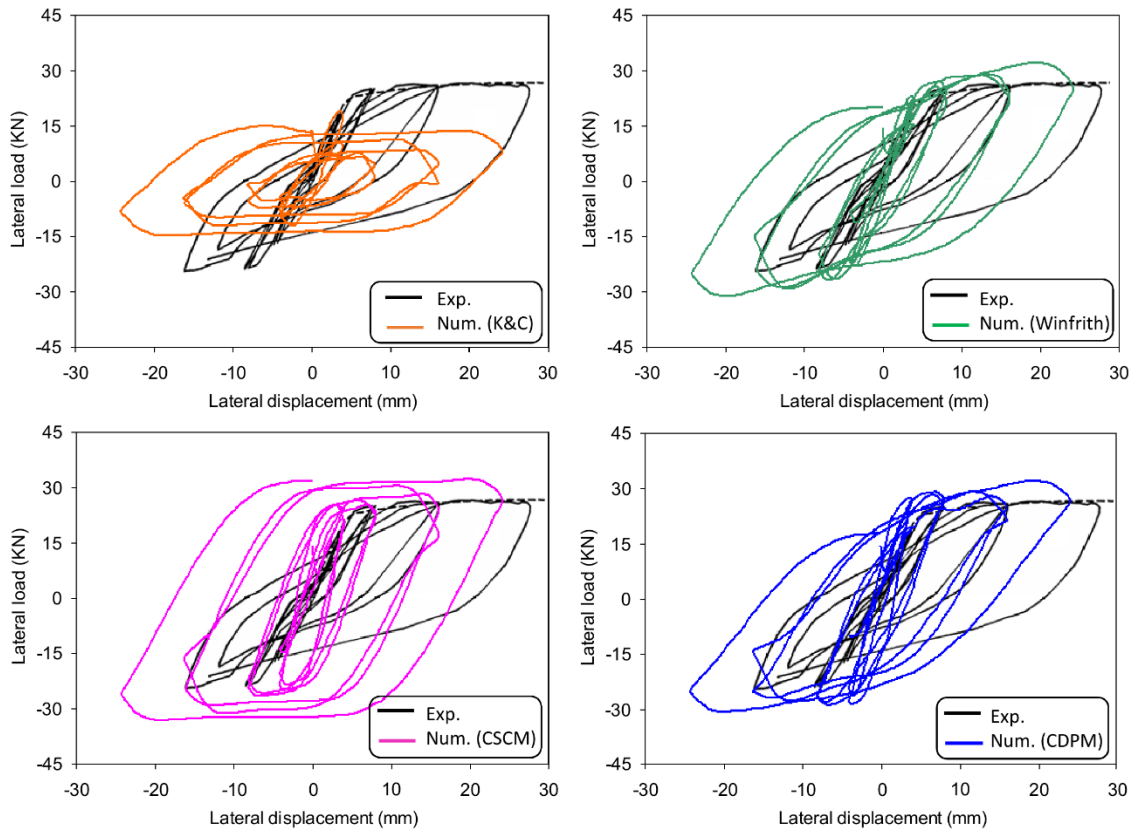 45
30
15
0
-15
-30
-45
Lateral load (KN)
Exp.
Num. (K&C)
-30 -20 -10 0 10 20 30
Lateral displacement (mm)
45
30
15
0
-15
-30
-45
Lateral load (KN)
Exp.
Num. (Winfrith)
-30 -20 -10 0 10 20 30
Lateral displacement (mm)
45
30
15
0
-15
-30
-45
Lateral load (KN)
Exp.
Num. (CSCM)
-30 -20 -10 0 10 20 30
Lateral displacement (mm)
45
30
15
0
-15
-30
-45
Lateral load (KN)
Exp.
Num. (CDPM)
-30 -20 -10 0 10 20 30
Lateral displacement (mm)